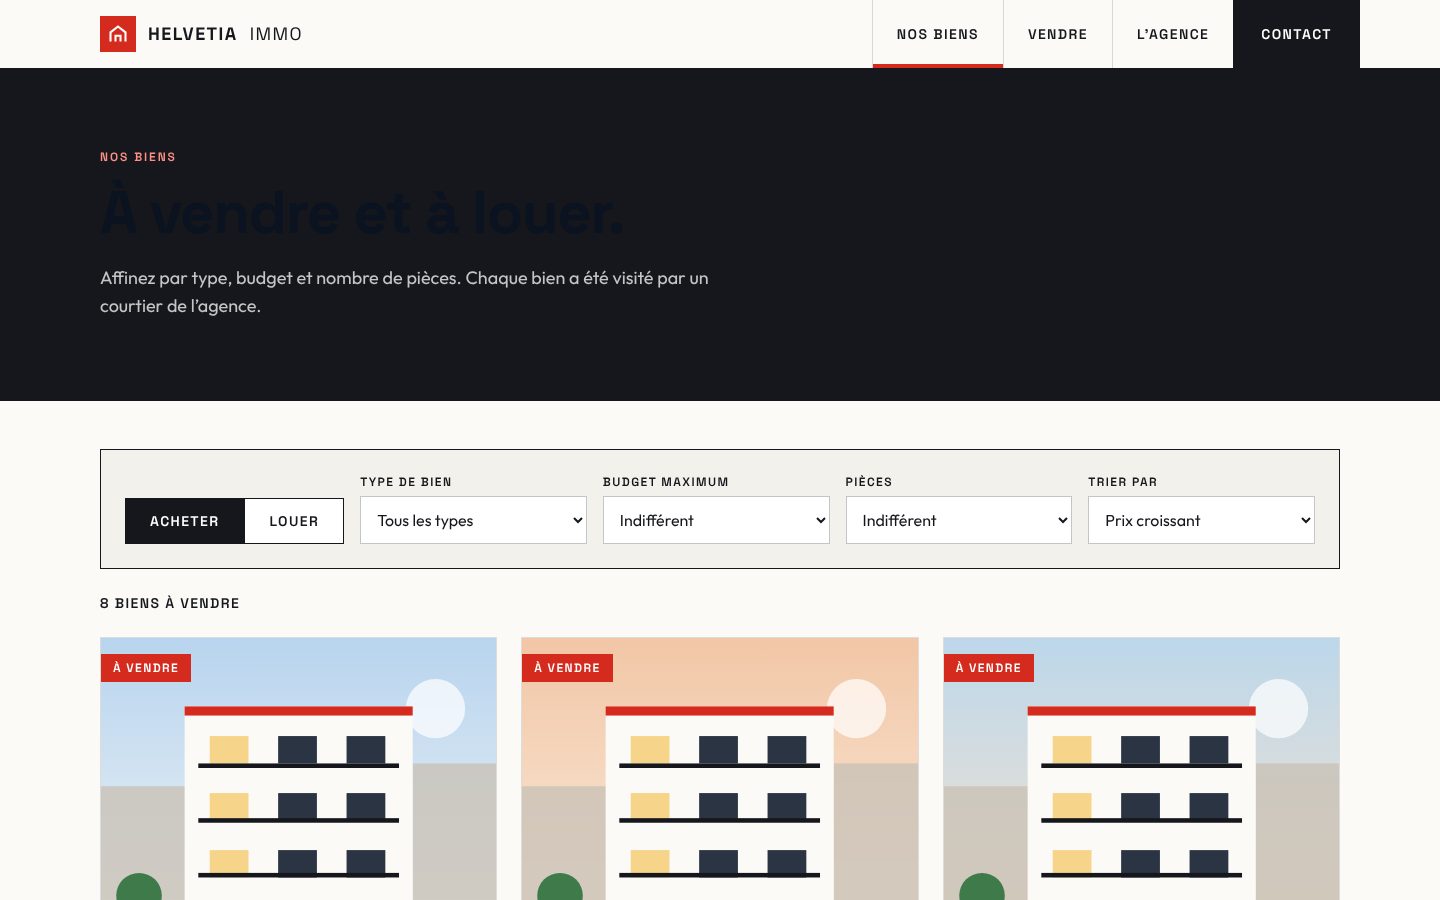 HELVETIA IMMO
NOS BIENS
VENDRE
L'AGENCE
CONTACT
NOS BIENS
À vendre et à louer.
Affinez par type, budget et nombre de pièces. Chaque bien a été visité par un
courtier de l'agence.
TYPE DE BIEN
BUDGET MAXIMUM
PIÈCES
TRIER PAR
ACHETER
LOUER
Tous les types
Indifférent
Indifférent
Prix croissant
8 BIENS À VENDRE
À VENDRE
À VENDRE
À VENDRE